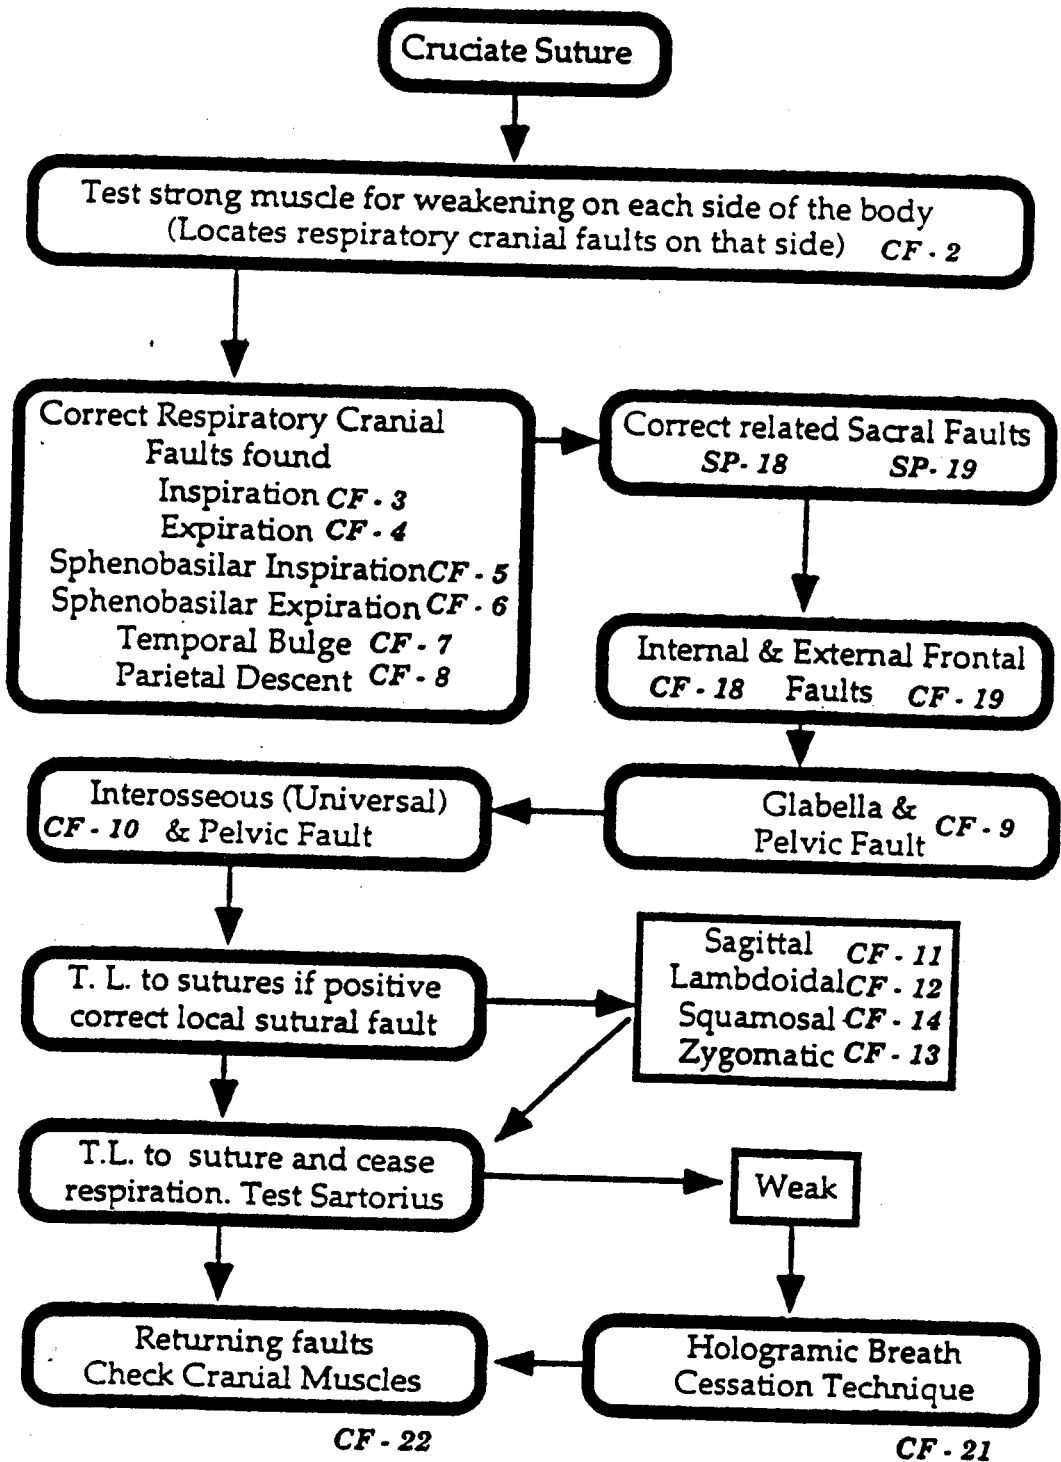 Cruciate Suture
Test strong muscle for weakening on each side of the body
(Locates respiratory cranial faults on that side) CF - 2
Correct Respiratory Cranial
Faults found
Inspiration CF - 3
Expiration CF - 4
Sphenobasilar Inspiration CF - 5
Sphenobasilar Expiration CF - 6
Temporal Bulge CF - 7
Parietal Descent CF - 8
Correct related Sacral Faults
SP- 18 SP- 19
Internal & External Frontal
CF - 18 Faults CF - 19
Glabella & CF - 9
Pelvic Fault
Interosseous (Universal)
CF - 10 & Pelvic Fault
T. L. to sutures if positive
correct local sutural fault
Sagittal CF - 11
Lambdoidal CF - 12
Squamosal CF - 14
Zygomatic CF - 13
T.L. to suture and cease
respiration. Test Sartorius
Weak
Hologramic Breath
Cessation Technique
CF - 21
Returning faults
Check Cranial Muscles
CF - 22